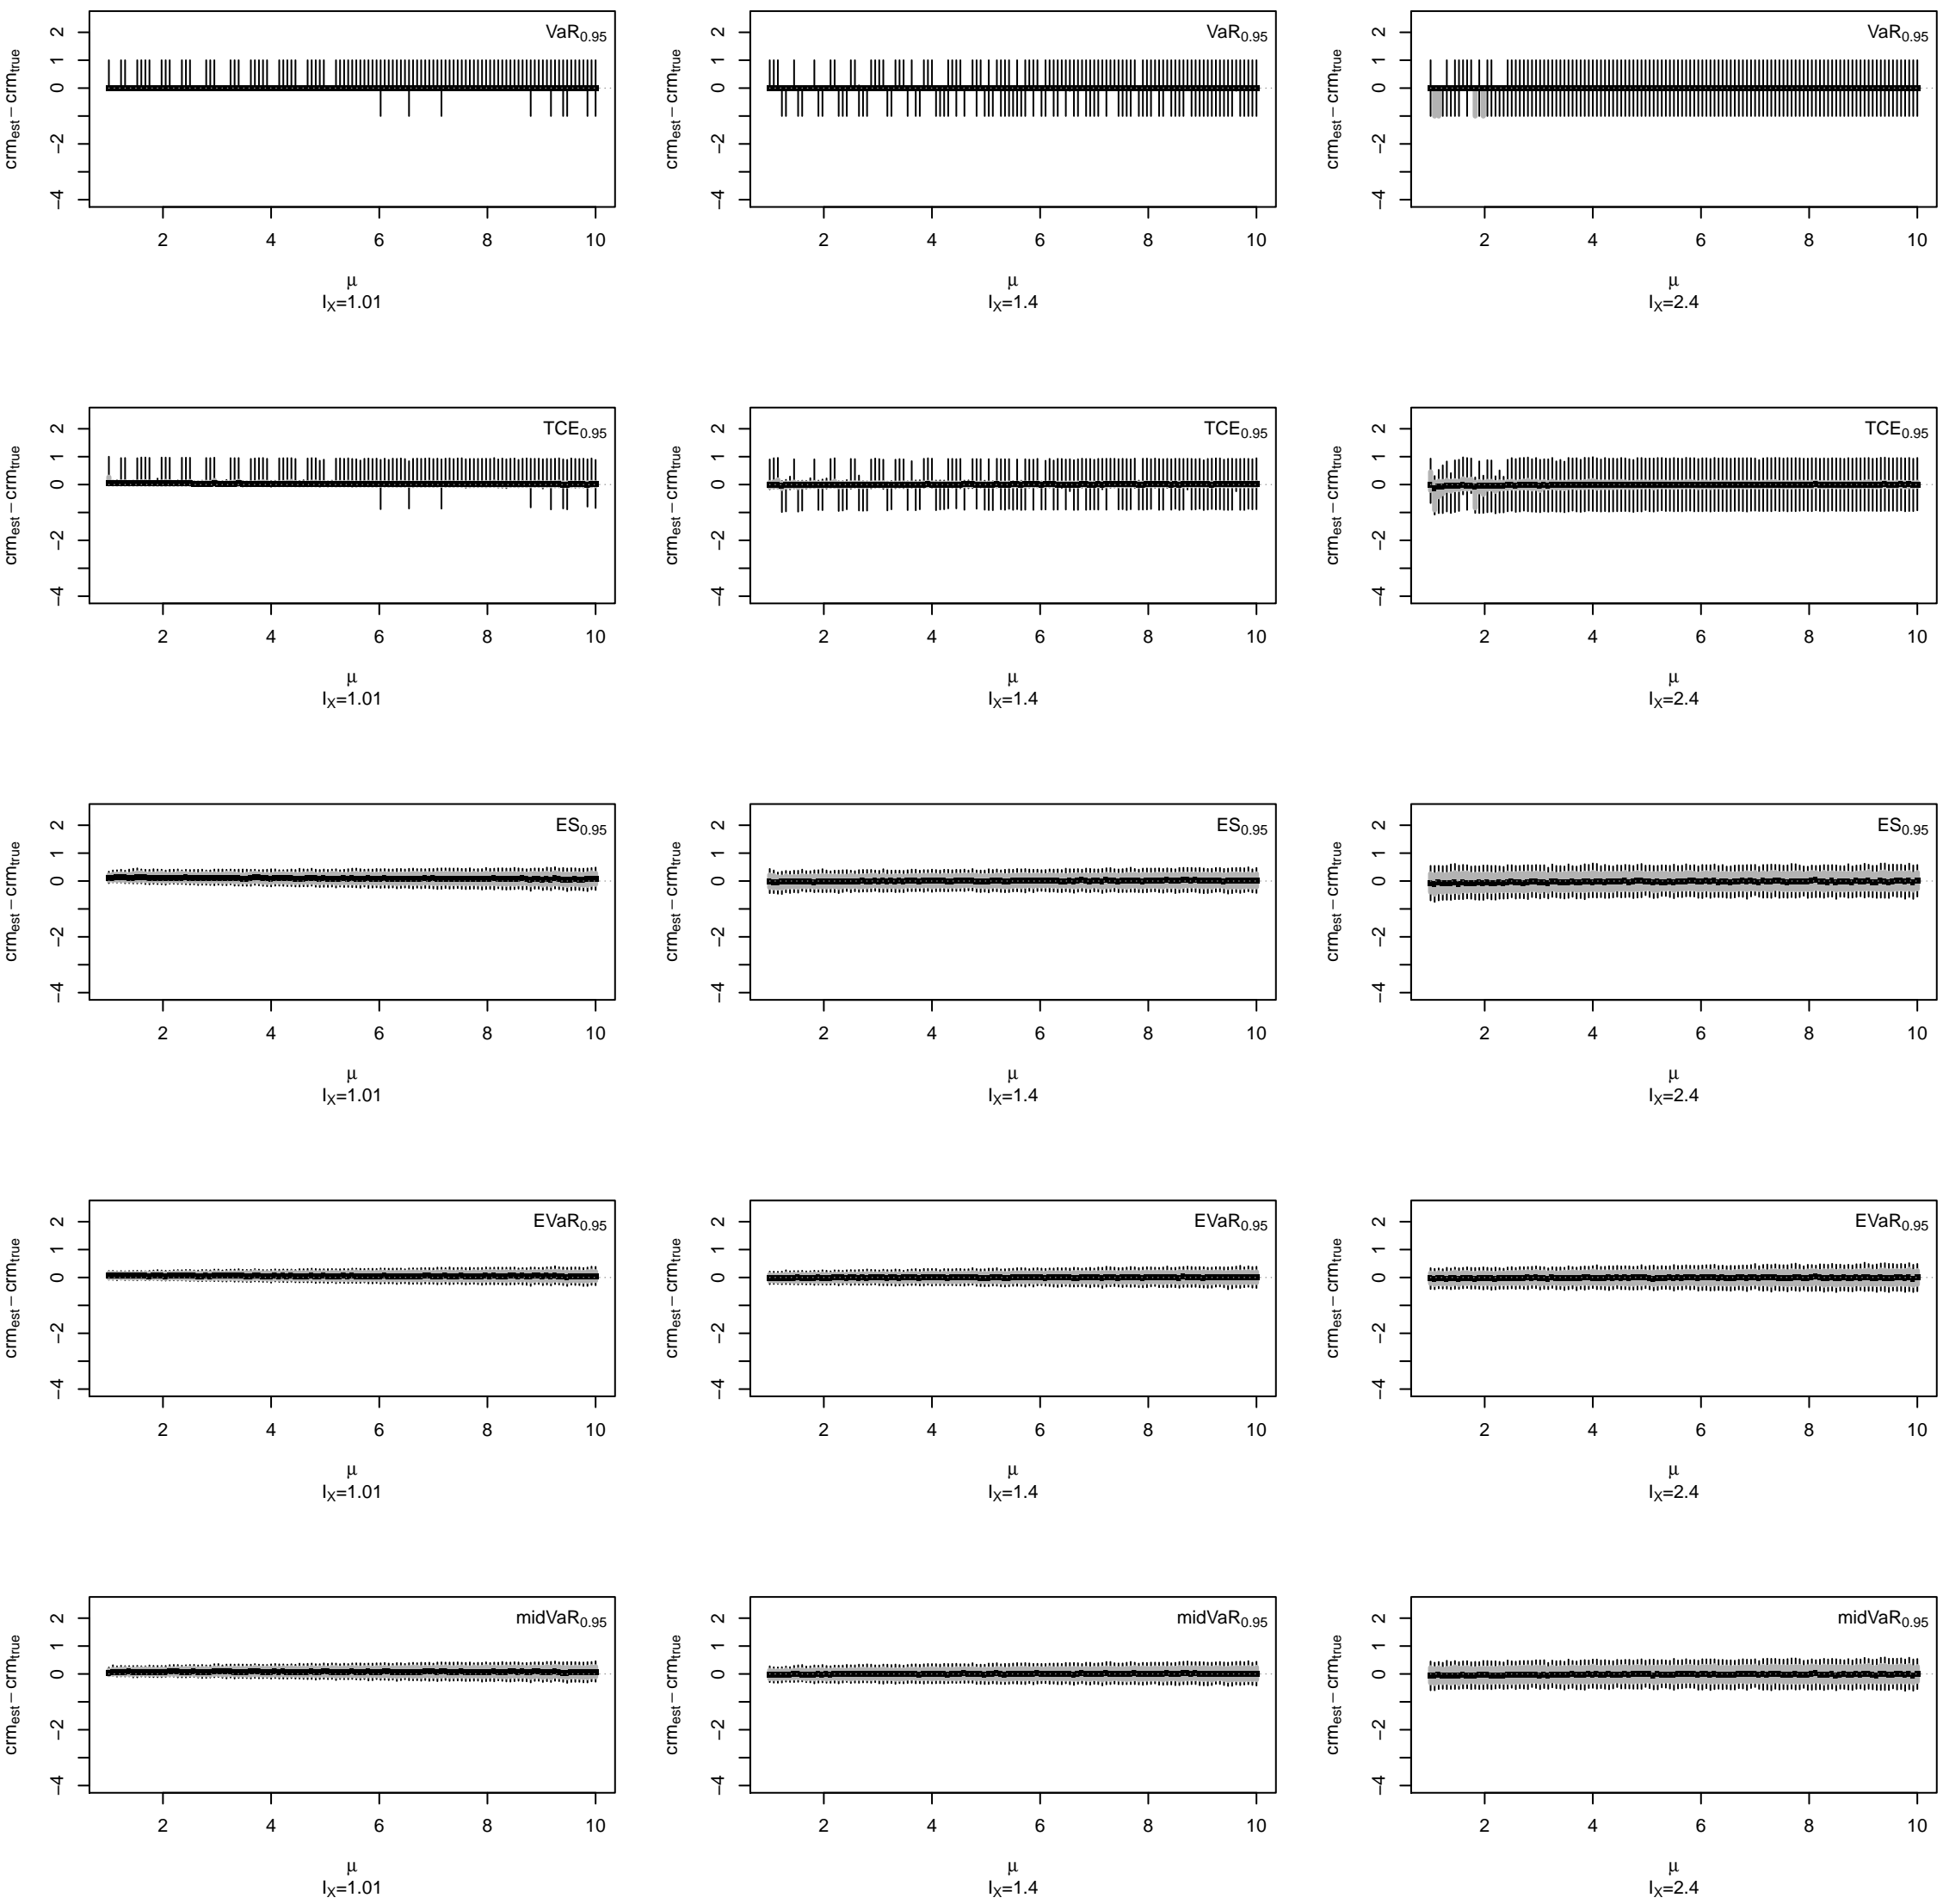 VaR0.95 VaR0.95 VaR0.95
2 1 0 −2 −4 2 1 0 −2 −4 2 1 0 −2 −4
crmest − crmtrue crmest − crmtrue crmest − crmtrue
2 4 6 8 10 2 4 6 8 10 2 4 6 8 10
μ μ μ
IX=1.01 IX=1.4 IX=2.4
TCE0.95 TCE0.95 TCE0.95
2 1 0 −2 −4 2 1 0 −2 −4 2 1 0 −2 −4
crmest − crmtrue crmest − crmtrue crmest − crmtrue
2 4 6 8 10 2 4 6 8 10 2 4 6 8 10
μ μ μ
IX=1.01 IX=1.4 IX=2.4
ES0.95 ES0.95 ES0.95
2 1 0 −2 −4 2 1 0 −2 −4 2 1 0 −2 −4
crmest − crmtrue crmest − crmtrue crmest − crmtrue
2 4 6 8 10 2 4 6 8 10 2 4 6 8 10
μ μ μ
IX=1.01 IX=1.4 IX=2.4
EVaR0.95 EVaR0.95 EVaR0.95
2 1 0 −2 −4 2 1 0 −2 −4 2 1 0 −2 −4
crmest − crmtrue crmest − crmtrue crmest − crmtrue
2 4 6 8 10 2 4 6 8 10 2 4 6 8 10
μ μ μ
IX=1.01 IX=1.4 IX=2.4
midVaR0.95 midVaR0.95 midVaR0.95
2 1 0 −2 −4 2 1 0 −2 −4 2 1 0 −2 −4
crmest − crmtrue crmest − crmtrue crmest − crmtrue
2 4 6 8 10 2 4 6 8 10 2 4 6 8 10
μ μ μ
IX=1.01 IX=1.4 IX=2.4